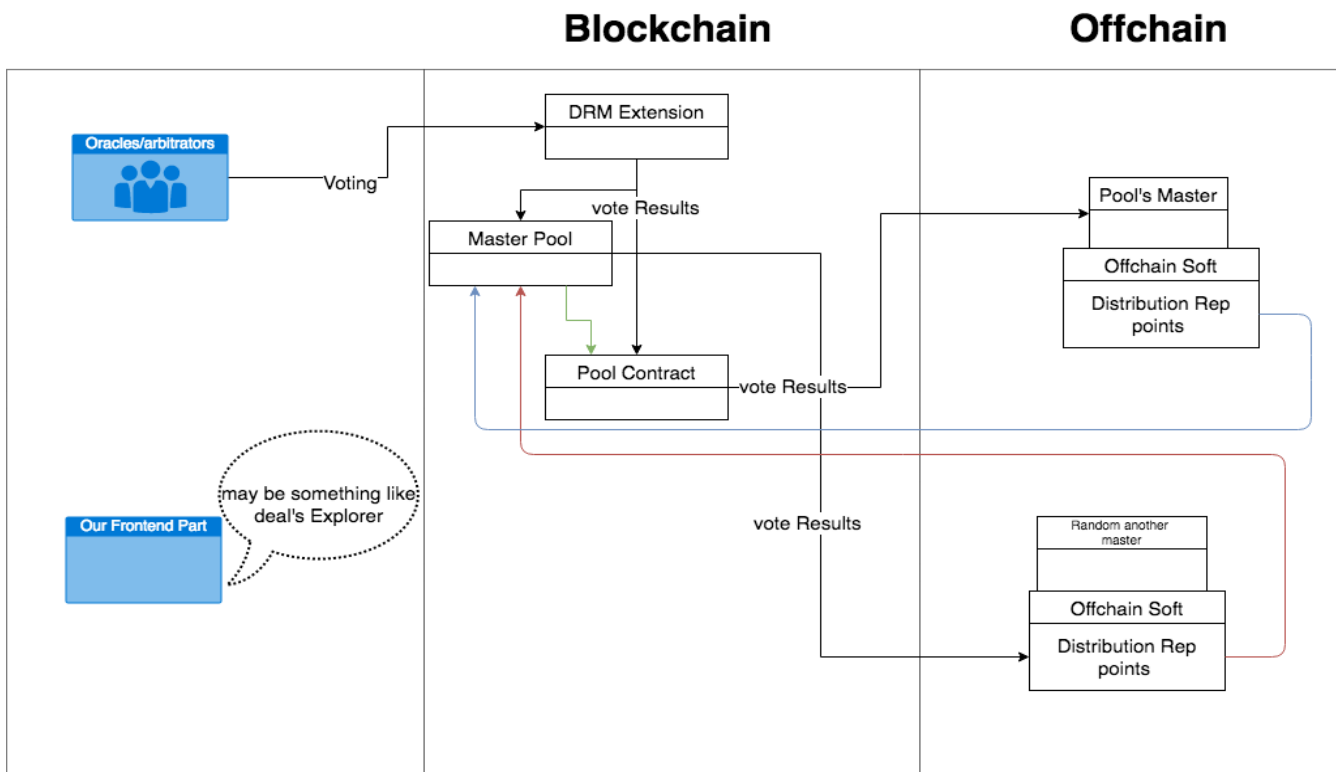 Blockchain
Offchain
Oracles/arbitrators
Voting
DRM Extension
vote Results
Master Pool
Pool Contract
vote Results
vote Results
Pool's Master
Offchain Soft
Distribution Rep
points
may be something like
deal's Explorer
Our Frontend Part
Random another
master
Offchain Soft
Distribution Rep
points